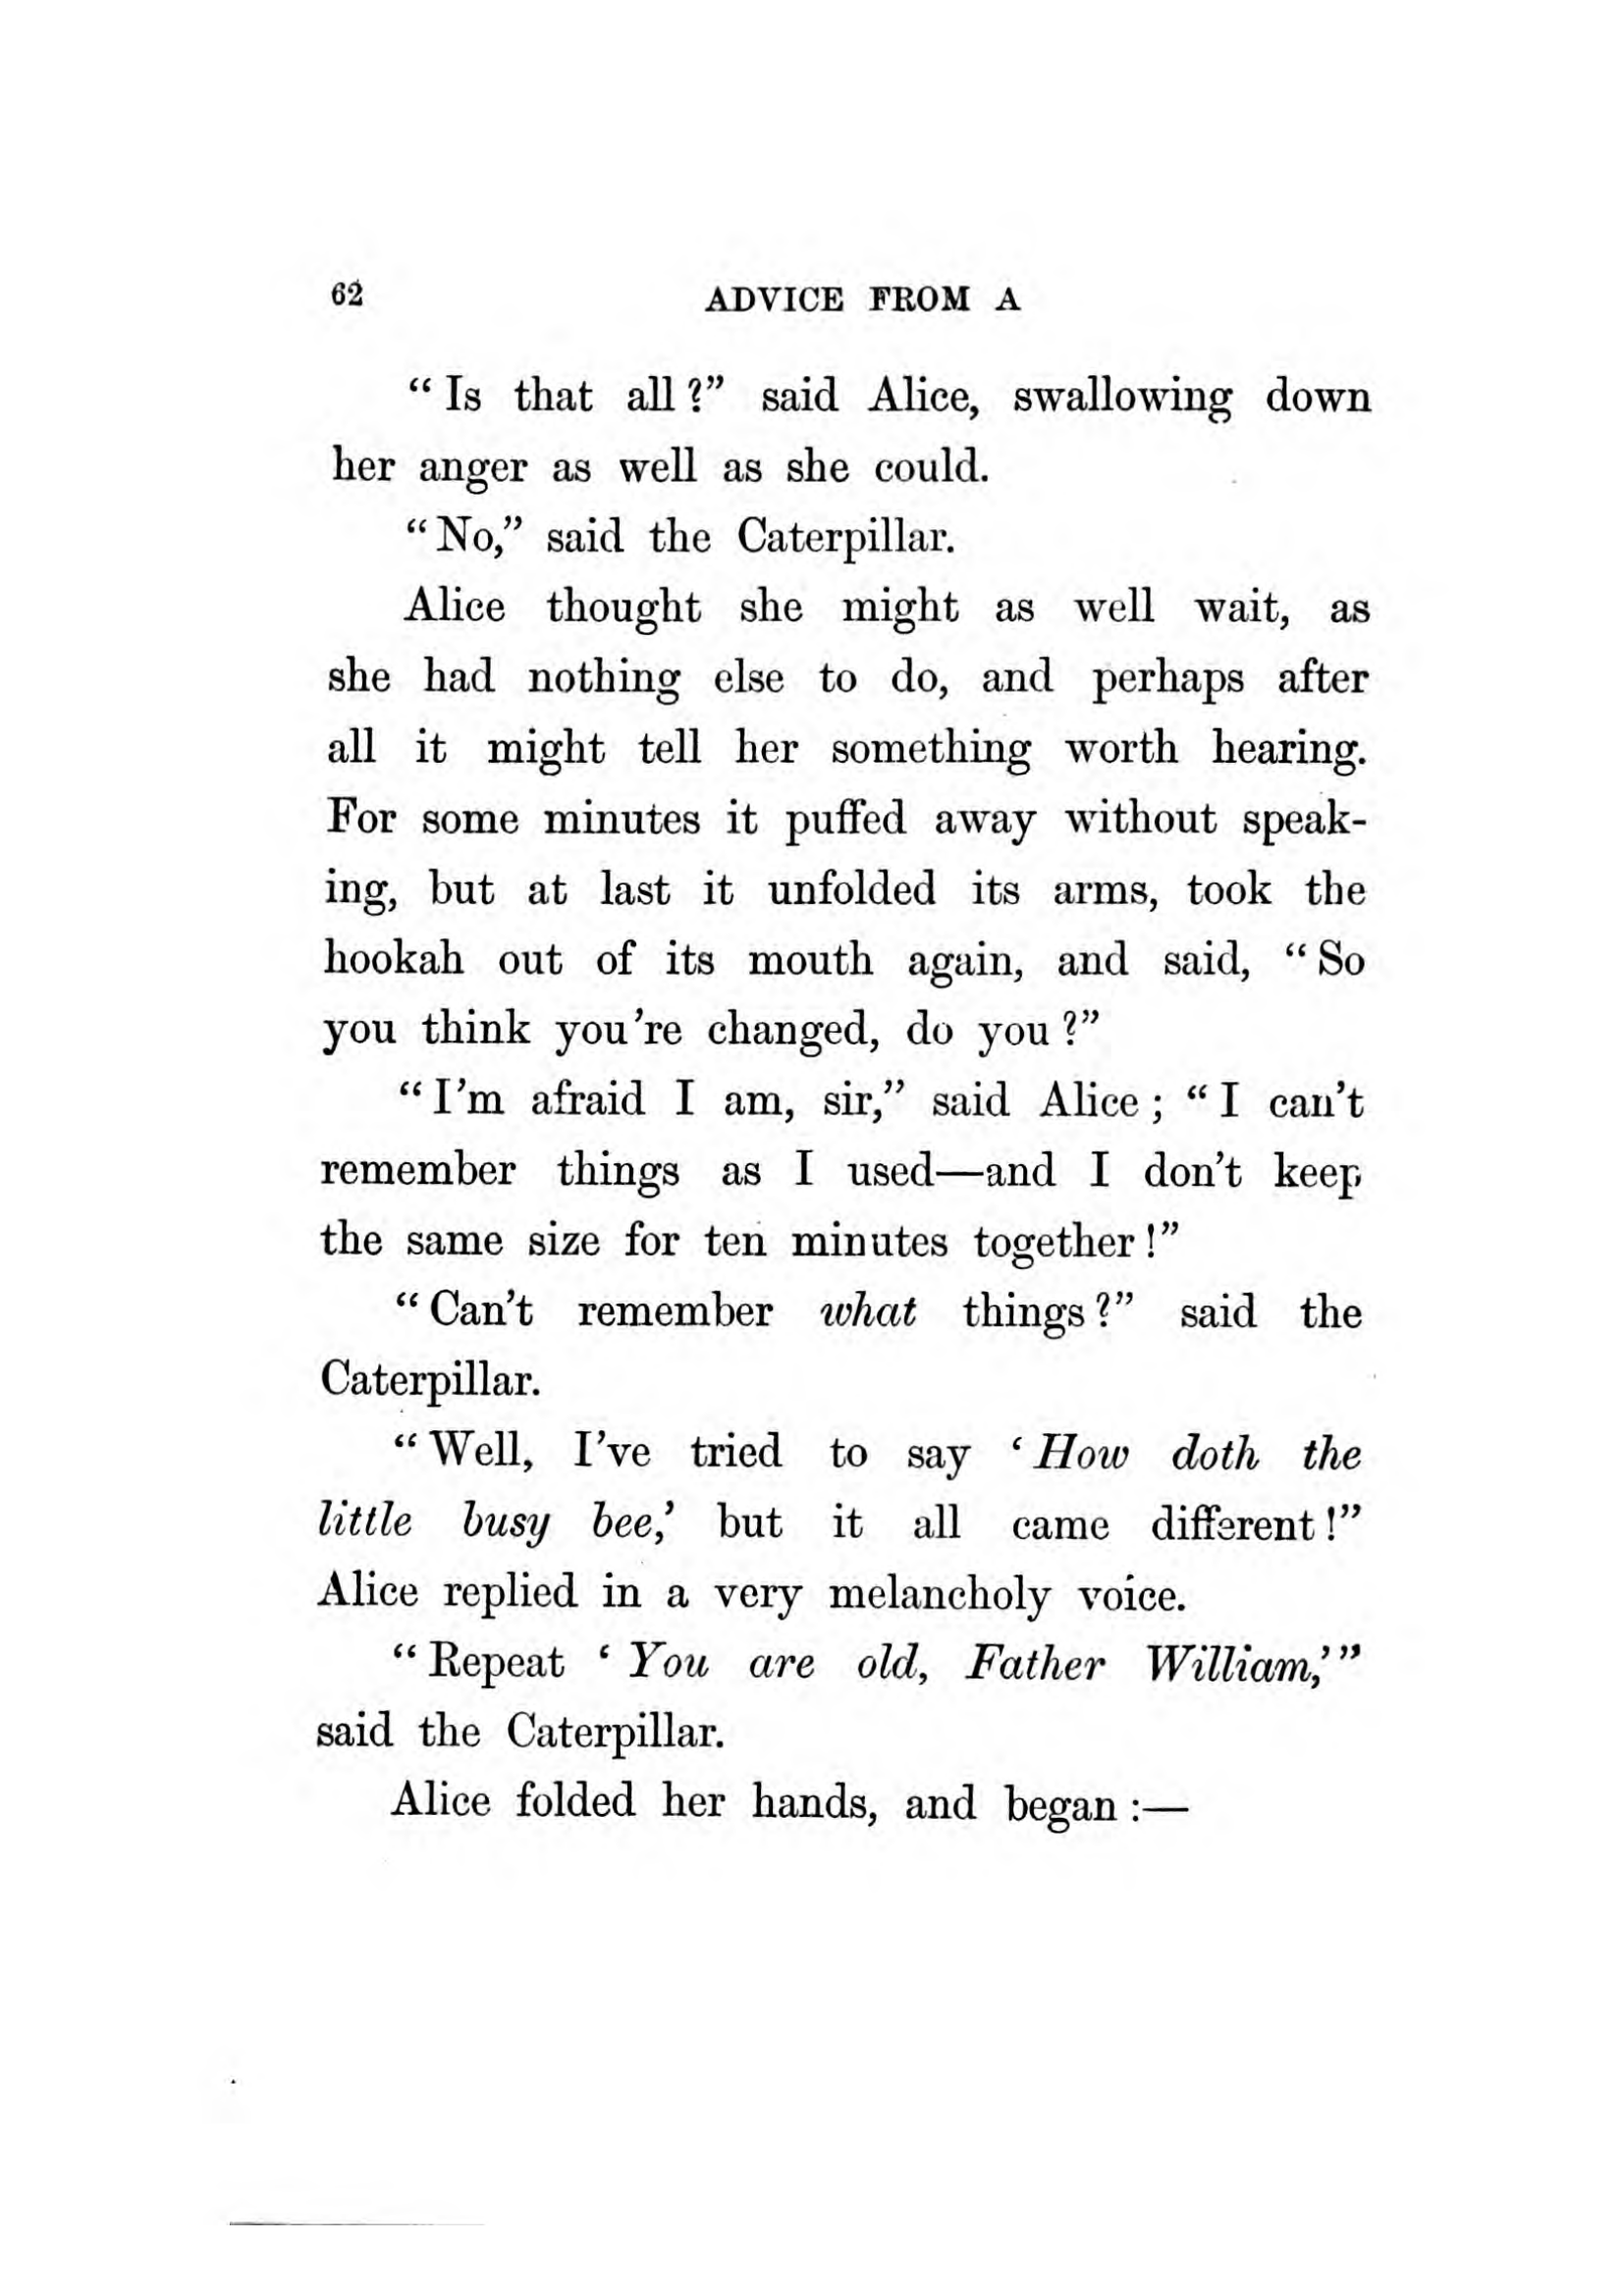 62 ADVICE FROM A
“Is that all?” said Alice, swallowing down
her anger as well as she could.
“No,” said the Caterpillar.
Alice thought she might as well wait, as
she had nothing else to do, and perhaps after
all it might tell her something worth hearing.
For some minutes it puffed away without speak-
ing, but at last it unfolded its arms, took the
hookah out of its mouth again, and said, “So
you think you’re changed, do you?”
“I’m afraid I am, sir,” said Alice; “I can’t
remember things as I used—and I don’t keep
the same size for ten minutes together!”
“Can’t remember what things?” said the
Caterpillar.
“Well, I’ve tried to say ‘How doth the
little busy bee,’ but it all came different!”
Alice replied in a very melancholy voice.
“Repeat ‘You are old, Father William,’”
said the Caterpillar.
Alice folded her hands, and began:—